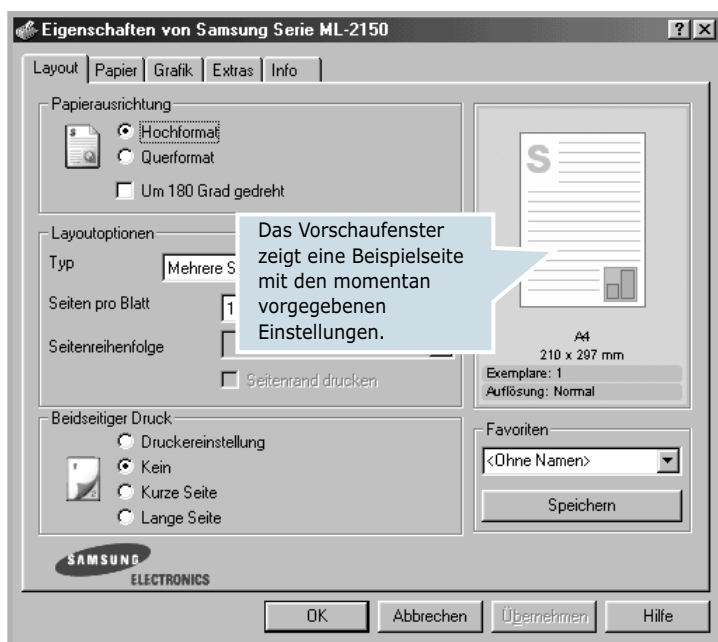 Eigenschaften von Samsung Serie ML-2150
Layout Papier Grafik Extras Info
Papierausrichtung
Hochformat
Querformat
Um 180 Grad gedreht
Layoutoptionen
Typ
Mehrere S
Seiten pro Blatt
1
Seitenreihenfolge
Seitenrand drucken
Das Vorschaufenster
zeigt eine Beispielseite
mit den momentan
vorgegebenen
Einstellungen.
Beidseitiger Druck
Druckereinstellung
Kein
Kurze Seite
Lange Seite
S
A4
210 x 297 mm
Exemplare: 1
Auflösung: Normal
Favoriten
<Ohne Namen>
Speichern
SAMSUNG
ELECTRONICS
OK Abbrechen Übernehmen Hilfe